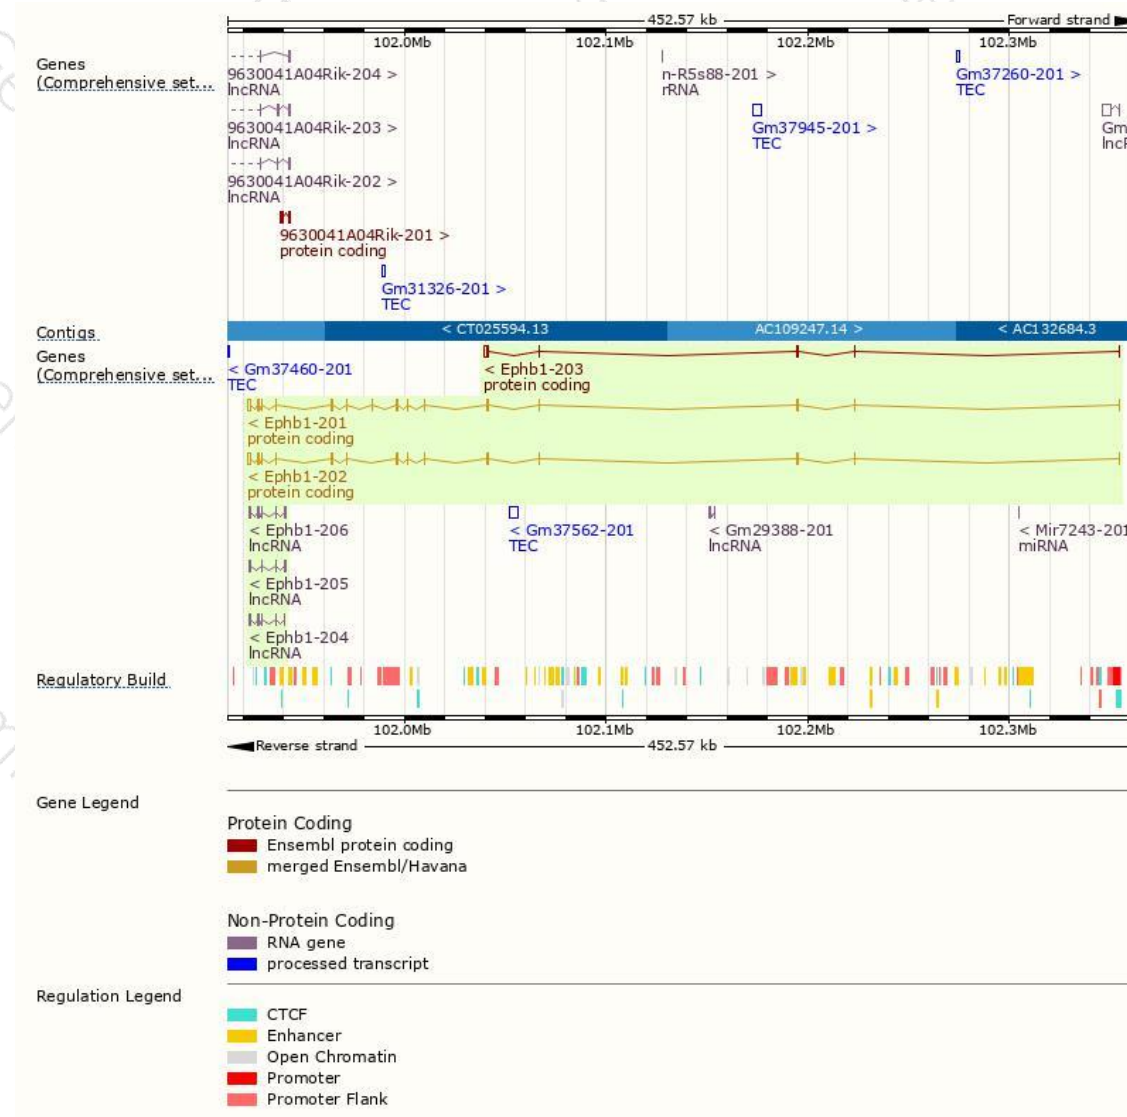 452.57 kb Forward strand
102.0Mb 102.1Mb 102.2Mb 102.3Mb
Genes
(Comprehensive set...
9630041A04Rik-204 >
lncRNA
n-R5s88-201 >
rRNA
Gm37260-201 >
TEC
9630041A04Rik-203 >
lncRNA
Gm37945-201 >
TEC
Gm
lncR
9630041A04Rik-202 >
lncRNA
9630041A04Rik-201 >
protein coding
Gm31326-201 >
TEC
Contigs
< CT025594.13 AC109247.14 > < AC132684.3
Genes
(Comprehensive set...
< Gm37460-201
TEC
< Ephb1-203
protein coding
< Ephb1-201
protein coding
< Ephb1-202
protein coding
< Ephb1-206
lncRNA
< Gm37562-201
TEC
< Gm29388-201
lncRNA
< Mir7243-201
miRNA
< Ephb1-205
lncRNA
< Ephb1-204
lncRNA
Regulatory Build
102.0Mb 102.1Mb 102.2Mb 102.3Mb
Reverse strand 452.57 kb
Gene Legend
Protein Coding
Ensembl protein coding
merged Ensembl/Havana
Non-Protein Coding
RNA gene
processed transcript
Regulation Legend
CTCF
Enhancer
Open Chromatin
Promoter
Promoter Flank